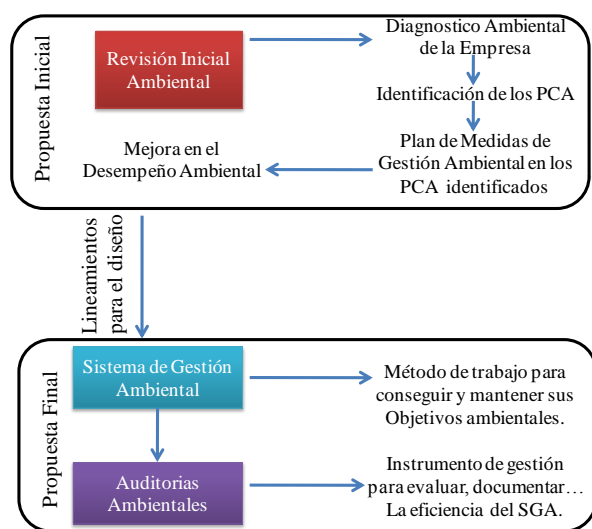 Propuesta Inicial
Revisión Inicial
Ambiental
Diagnostico Ambiental
de la Empresa
Identificación de los PCA
Plan de Medidas de
Gestión Ambiental en los
PCA identificados
Mejora en el
Desempeño Ambiental
Lineamientos
para el diseño
Propuesta Final
Sistema de Gestión
Ambiental
Método de trabajo para
conseguir y mantener sus
Objetivos ambientales.
Auditorias
Ambientales
Instrumento de gestión
para evaluar, documentar…
La eficiencia del SGA.